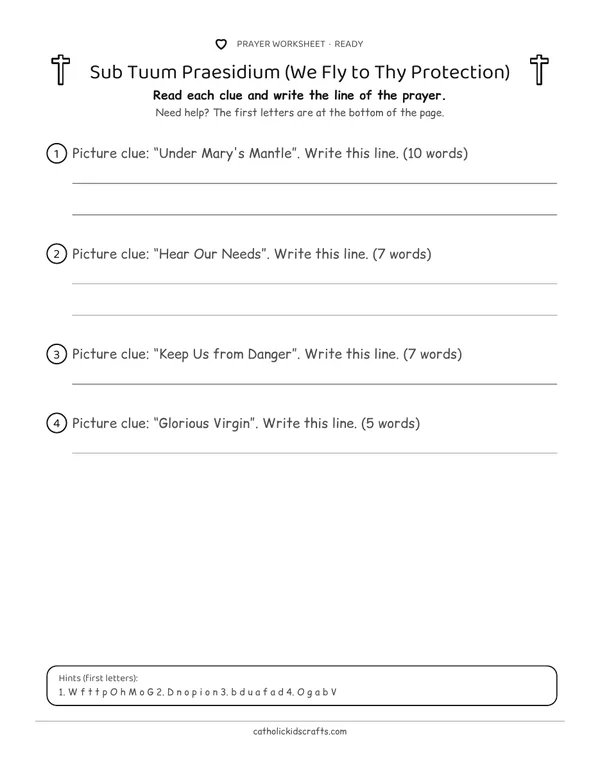 PRAYER WORKSHEET · READY
Sub Tuum Praesidium (We Fly to Thy Protection)
Read each clue and write the line of the prayer.
Need help? The first letters are at the bottom of the page.
1 Picture clue: “Under Mary's Mantle”. Write this line. (10 words)
2 Picture clue: “Hear Our Needs”. Write this line. (7 words)
3 Picture clue: “Keep Us from Danger”. Write this line. (7 words)
4 Picture clue: “Glorious Virgin”. Write this line. (5 words)
Hints (first letters):
1. W f t t p O h M o G 2. D n o p i o n 3. b d u a f a d 4. O g a b V
catholickidscrafts.com